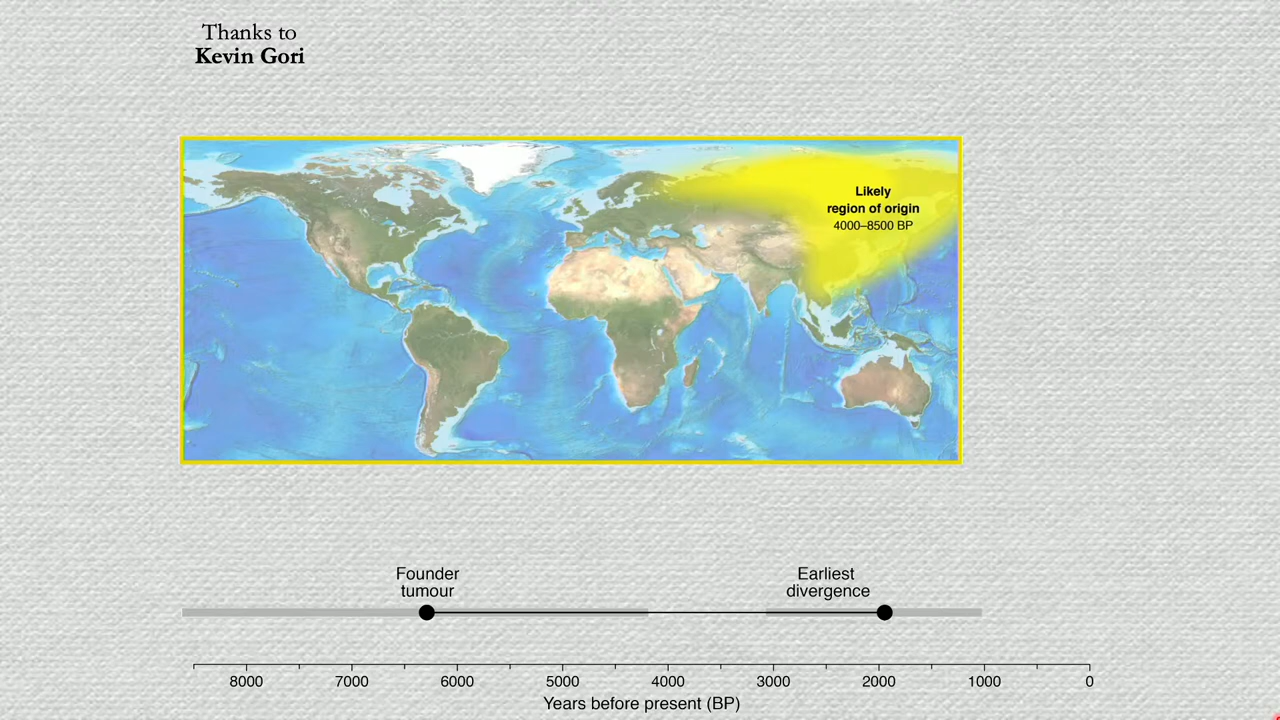 Thanks to
Kevin Gori
Likely
region of origin
4000–8500 BP
Founder
tumour
Earliest
divergence
8000 7000 6000 5000 4000 3000 2000 1000 0
Years before present (BP)